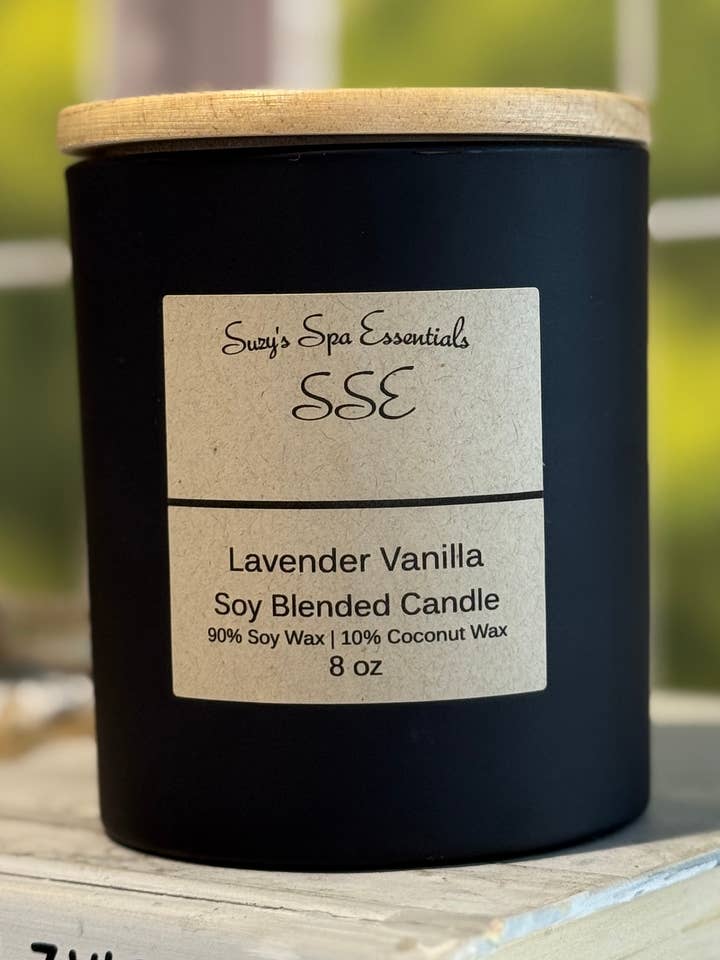 Suzy's Spa Essentials
SSE
Lavender Vanilla
Soy Blended Candle
90% Soy Wax | 10% Coconut Wax
8 oz